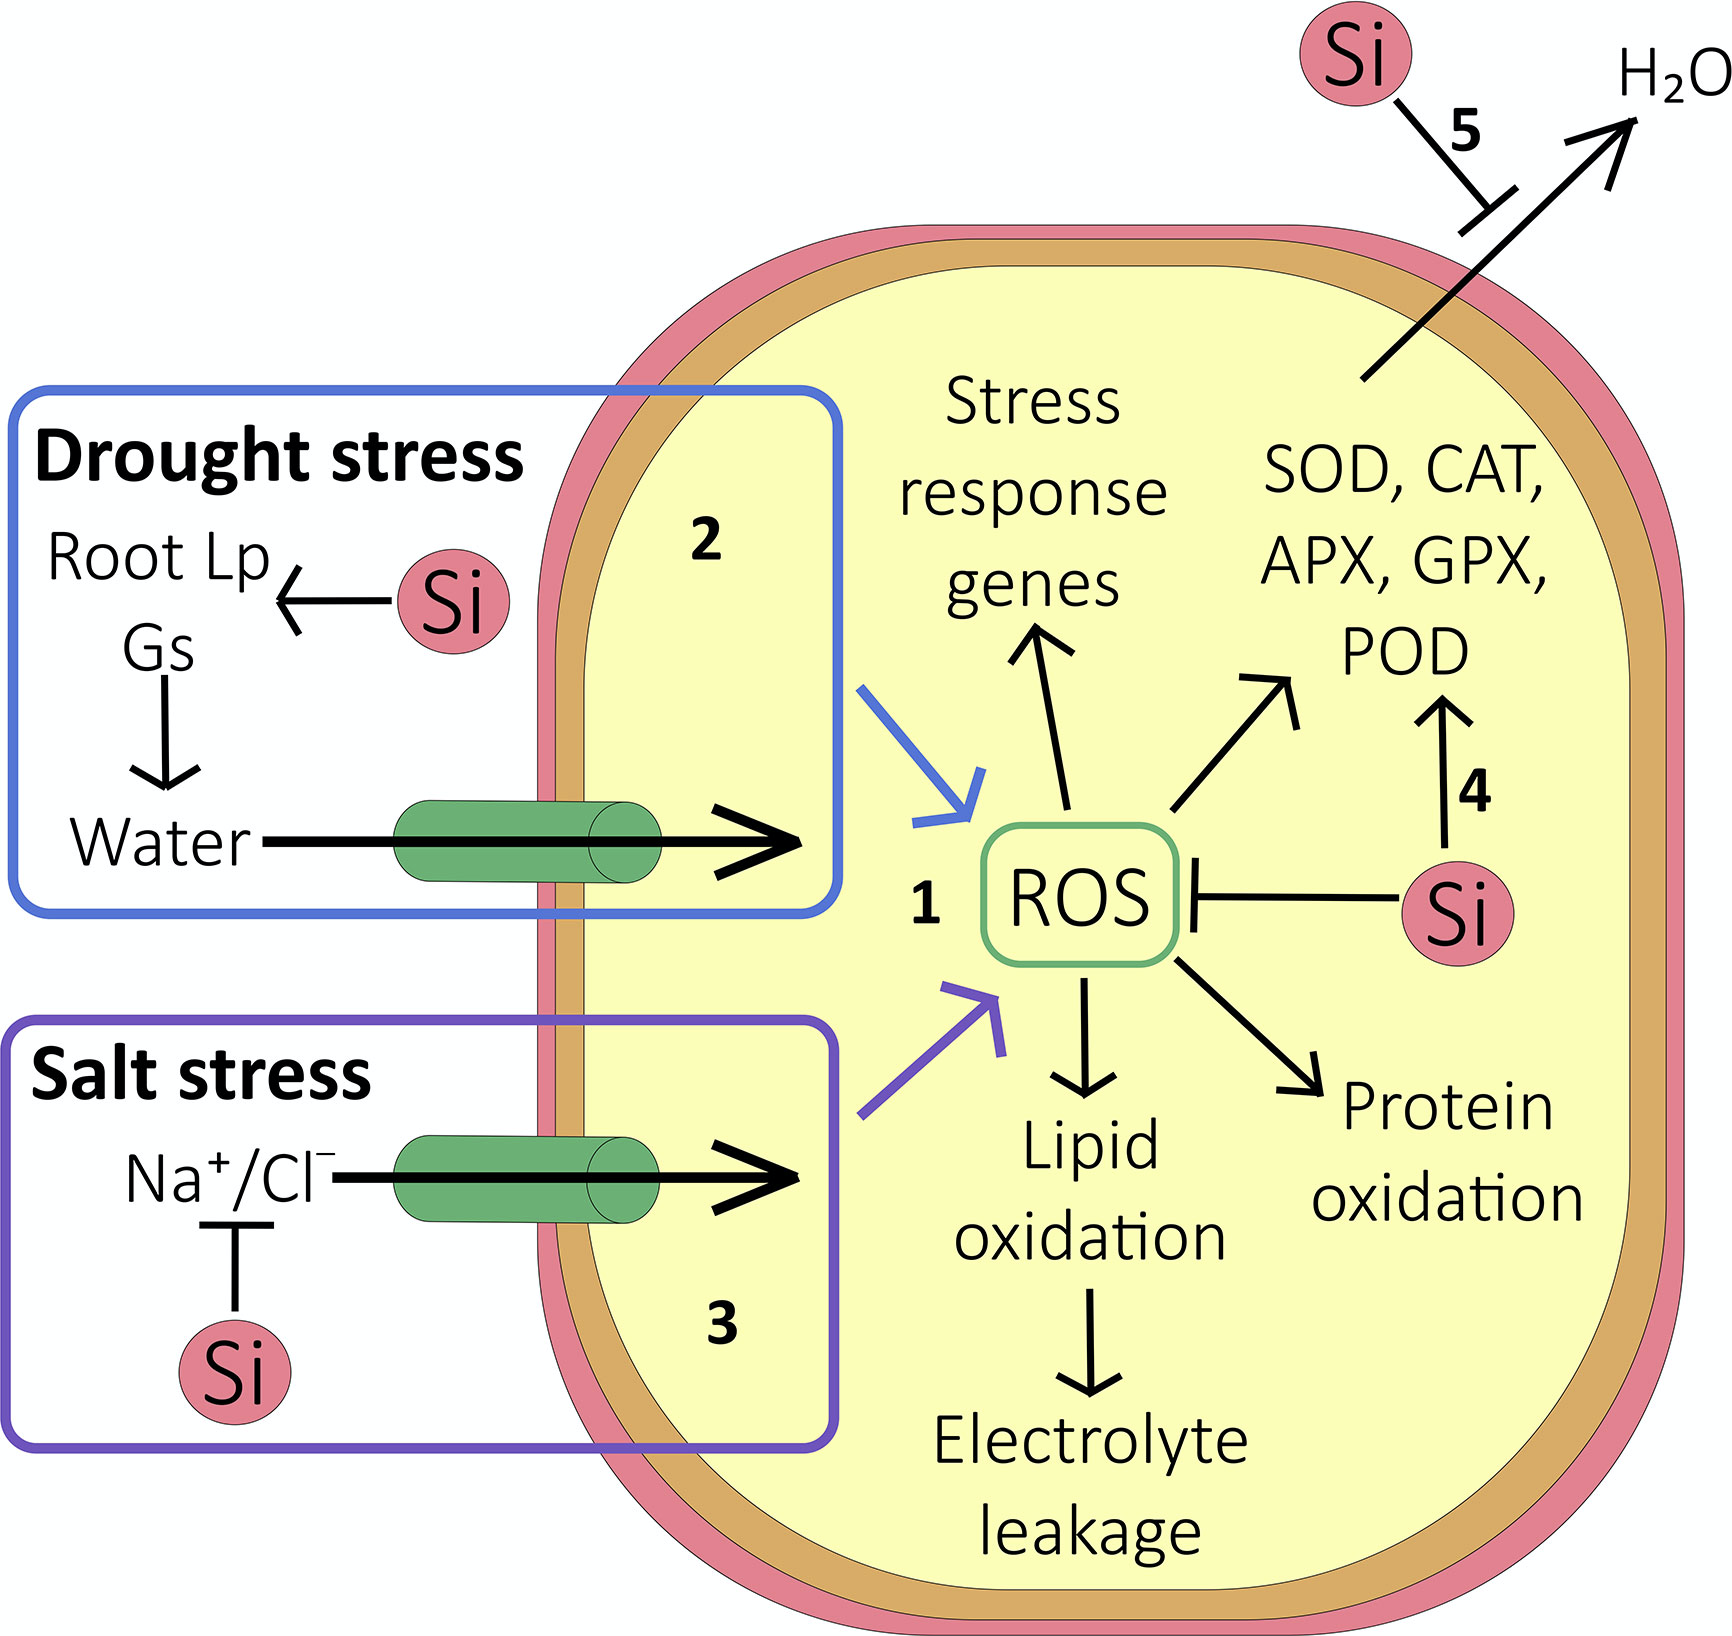 Si
H₂O
5
Drought stress
Root Lp
Si
Gs
Water
2
Stress
response
genes
SOD, CAT,
APX, GPX,
POD
4
1
ROS
Si
Salt stress
Na⁺/Cl⁻
Si
3
Lipid
oxidation
Protein
oxidation
Electrolyte
leakage